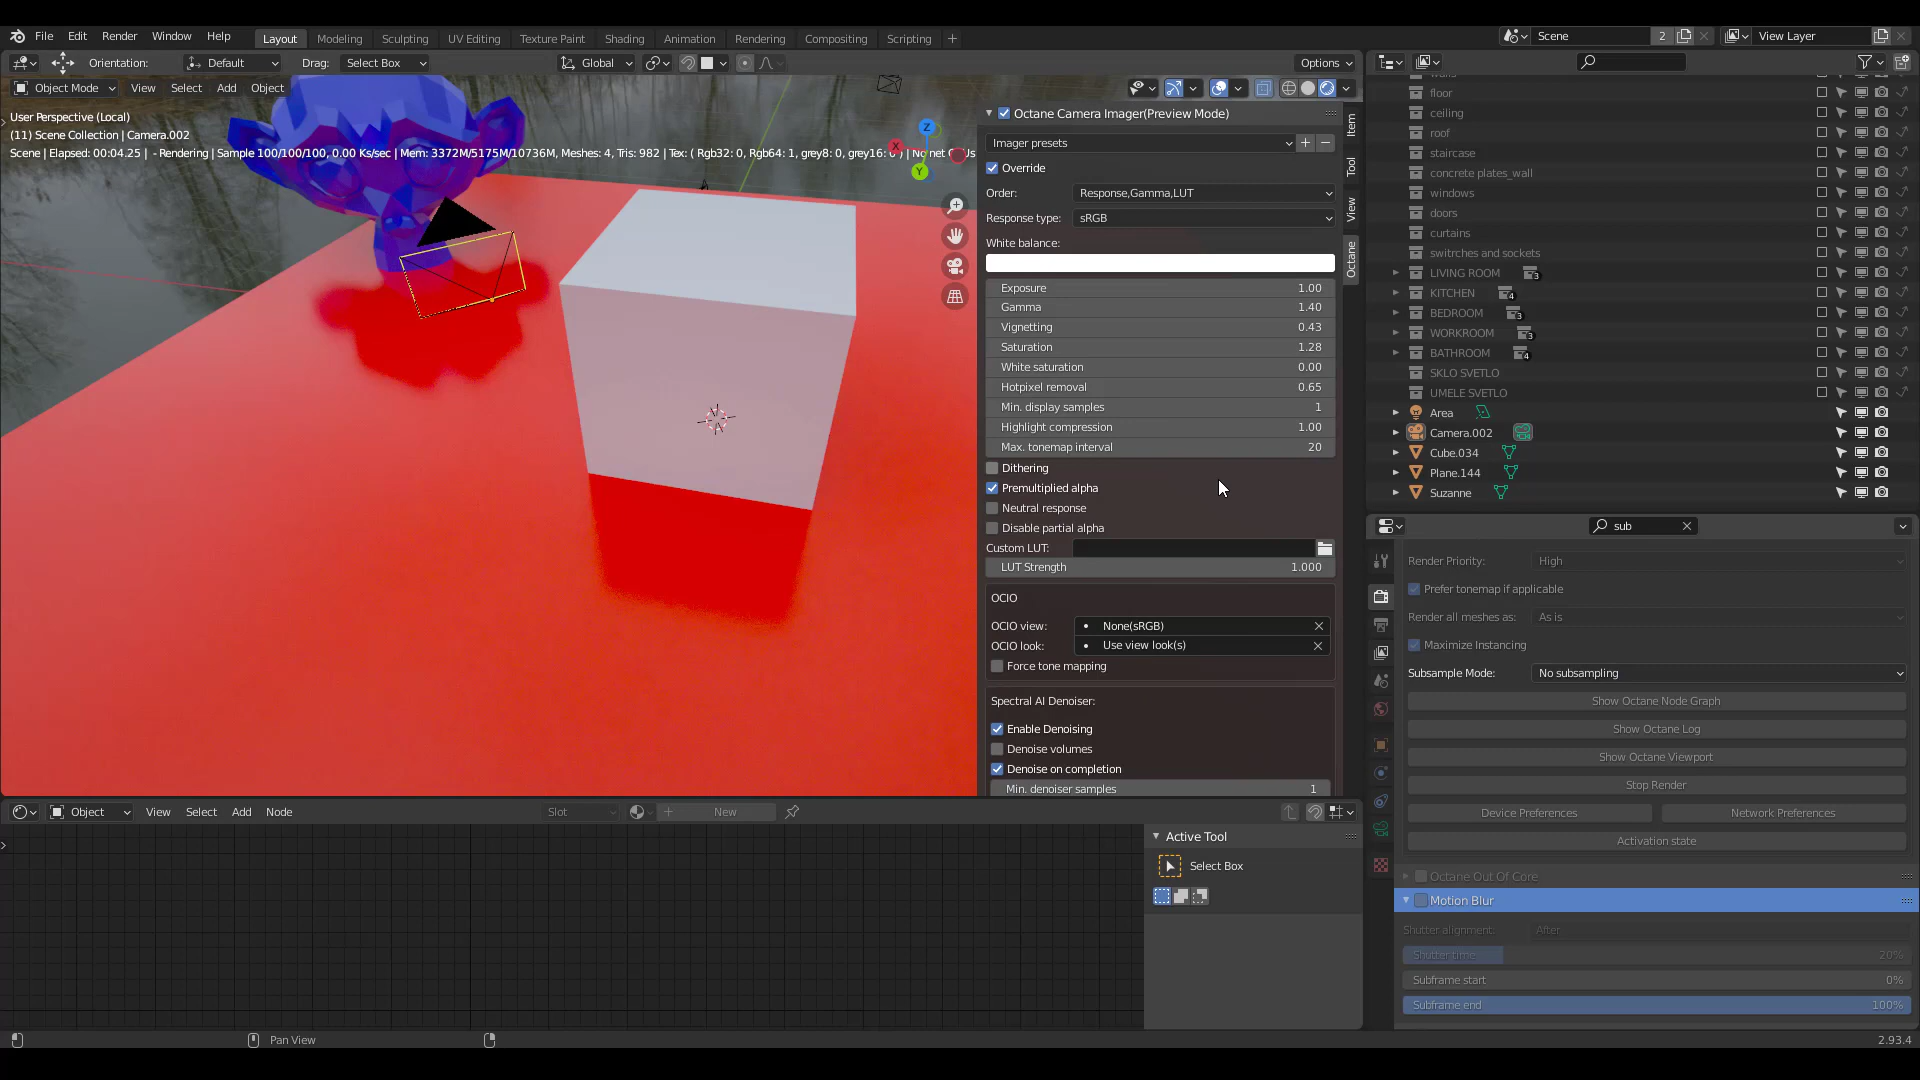 File Edit Render Window Help Layout Modeling Sculpting UV Editing Texture Paint Shading Animation Rendering Compositing Scripting + Scene 2 View Layer
Orientation: Default Drag: Select Box Global Options
Object Mode View Select Add Object
User Perspective (Local)
(11) Scene Collection | Camera.002
Scene | Elapsed: 00:04.25 | - Rendering | Sample 100/100/100, 0.00 Ks/sec | Mem: 3372M/5175M/10736M, Meshes: 4, Tris: 982 | Tex: ( Rgb32: 0, Rgb64: 1, grey8: 0, grey16:
X
Y
Z
Octane Camera Imager(Preview Mode)
Imager presets
Override
Order: Response,Gamma,LUT
Response type: sRGB
White balance:
Exposure 1.00
Gamma 1.40
Vignetting 0.43
Saturation 1.28
White saturation 0.00
Hotpixel removal 0.65
Min. display samples 1
Highlight compression 1.00
Max. tonemap interval 20
Dithering
Premultiplied alpha
Neutral response
Disable partial alpha
Custom LUT:
LUT Strength 1.000
OCIO
OCIO view: None(sRGB)
OCIO look: Use view look(s)
Force tone mapping
Spectral AI Denoiser:
Enable Denoising
Denoise volumes
Denoise on completion
Min. denoiser samples 1
Item
Tool
View
Octane
walls
floor
ceiling
roof
staircase
concrete plates_wall
windows
doors
curtains
switrches and sockets
LIVING ROOM 3
KITCHEN 4
BEDROOM 3
WORKROOM 3
BATHROOM 4
SKLO SVETLO
UMELE SVETLO
Area
Camera.002
Cube.034
Plane.144
Suzanne
sub
Render Priority: High
Prefer tonemap if applicable
Render all meshes as: As is
Maximize Instancing
Subsample Mode: No subsampling
Show Octane Node Graph
Show Octane Log
Show Octane Viewport
Stop Render
Device Preferences Network Preferences
Activation state
Octane Out Of Core
Motion Blur
Shutter alignment: After
Shutter time 20%
Subframe start 0%
Subframe end 100%
Object View Select Add Node Slot New
Active Tool
Select Box
Pan View
2.93.4